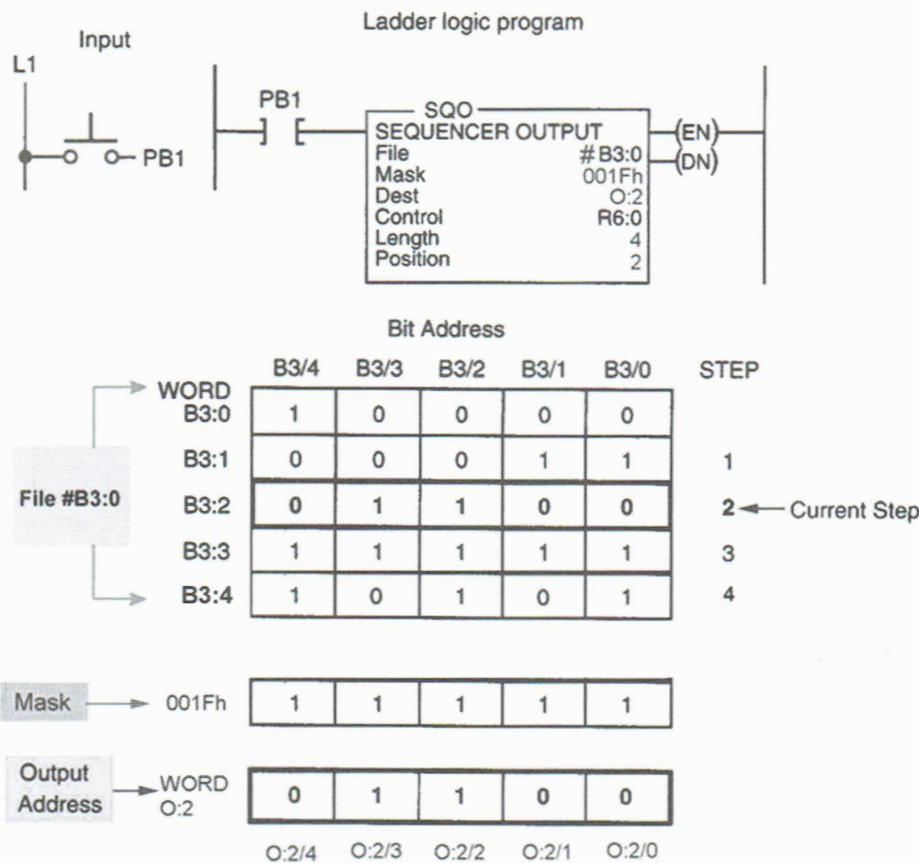 Ladder logic program
Input
L1
PB1
PB1
SQO
SEQUENCER OUTPUT
File #B3:0
Mask 001Fh
Dest O:2
Control R6:0
Length 4
Position 2
(EN)
(DN)
Bit Address
B3/4 B3/3 B3/2 B3/1 B3/0 STEP
WORD
B3:0 1 0 0 0 0
B3:1 0 0 0 1 1 1
File #B3:0
B3:2 0 1 1 0 0 2 Current Step
B3:3 1 1 1 1 1 3
B3:4 1 0 1 0 1 4
Mask 001Fh 1 1 1 1 1
Output
Address
WORD
O:2
0 1 1 0 0
O:2/4 O:2/3 O:2/2 O:2/1 O:2/0